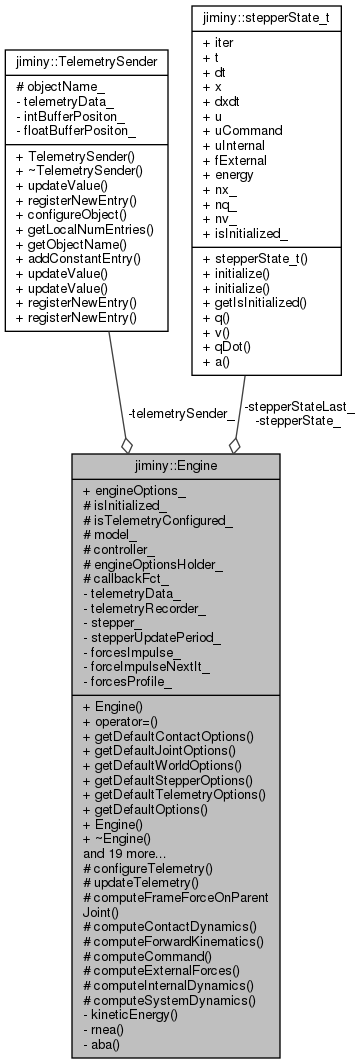 jiminy::TelemetrySender
# objectName_
- telemetryData_
- intBufferPositon_
- floatBufferPositon_
+ TelemetrySender()
+ ~TelemetrySender()
+ updateValue()
+ registerNewEntry()
+ configureObject()
+ getLocalNumEntries()
+ getObjectName()
+ addConstantEntry()
+ updateValue()
+ updateValue()
+ registerNewEntry()
+ registerNewEntry()
jiminy::stepperState_t
+ iter
+ t
+ dt
+ x
+ dxdt
+ u
+ uCommand
+ uInternal
+ fExternal
+ energy
+ nx_
+ nq_
+ nv_
+ isInitialized_
+ stepperState_t()
+ initialize()
+ initialize()
+ getIsInitialized()
+ q()
+ v()
+ qDot()
+ a()
-telemetrySender_
-stepperStateLast_
-stepperState_
jiminy::Engine
+ engineOptions_
# isInitialized_
# isTelemetryConfigured_
# model_
# controller_
# engineOptionsHolder_
# callbackFct_
- telemetryData_
- telemetryRecorder_
- stepper_
- stepperUpdatePeriod_
- forcesImpulse_
- forceImpulseNextIt_
- forcesProfile_
+ Engine()
+ operator=()
+ getDefaultContactOptions()
+ getDefaultJointOptions()
+ getDefaultWorldOptions()
+ getDefaultStepperOptions()
+ getDefaultTelemetryOptions()
+ getDefaultOptions()
+ Engine()
+ ~Engine()
and 19 more...
# configureTelemetry()
# updateTelemetry()
# computeFrameForceOnParent
Joint()
# computeContactDynamics()
# computeForwardKinematics()
# computeCommand()
# computeExternalForces()
# computeInternalDynamics()
# computeSystemDynamics()
- kineticEnergy()
- rnea()
- aba()